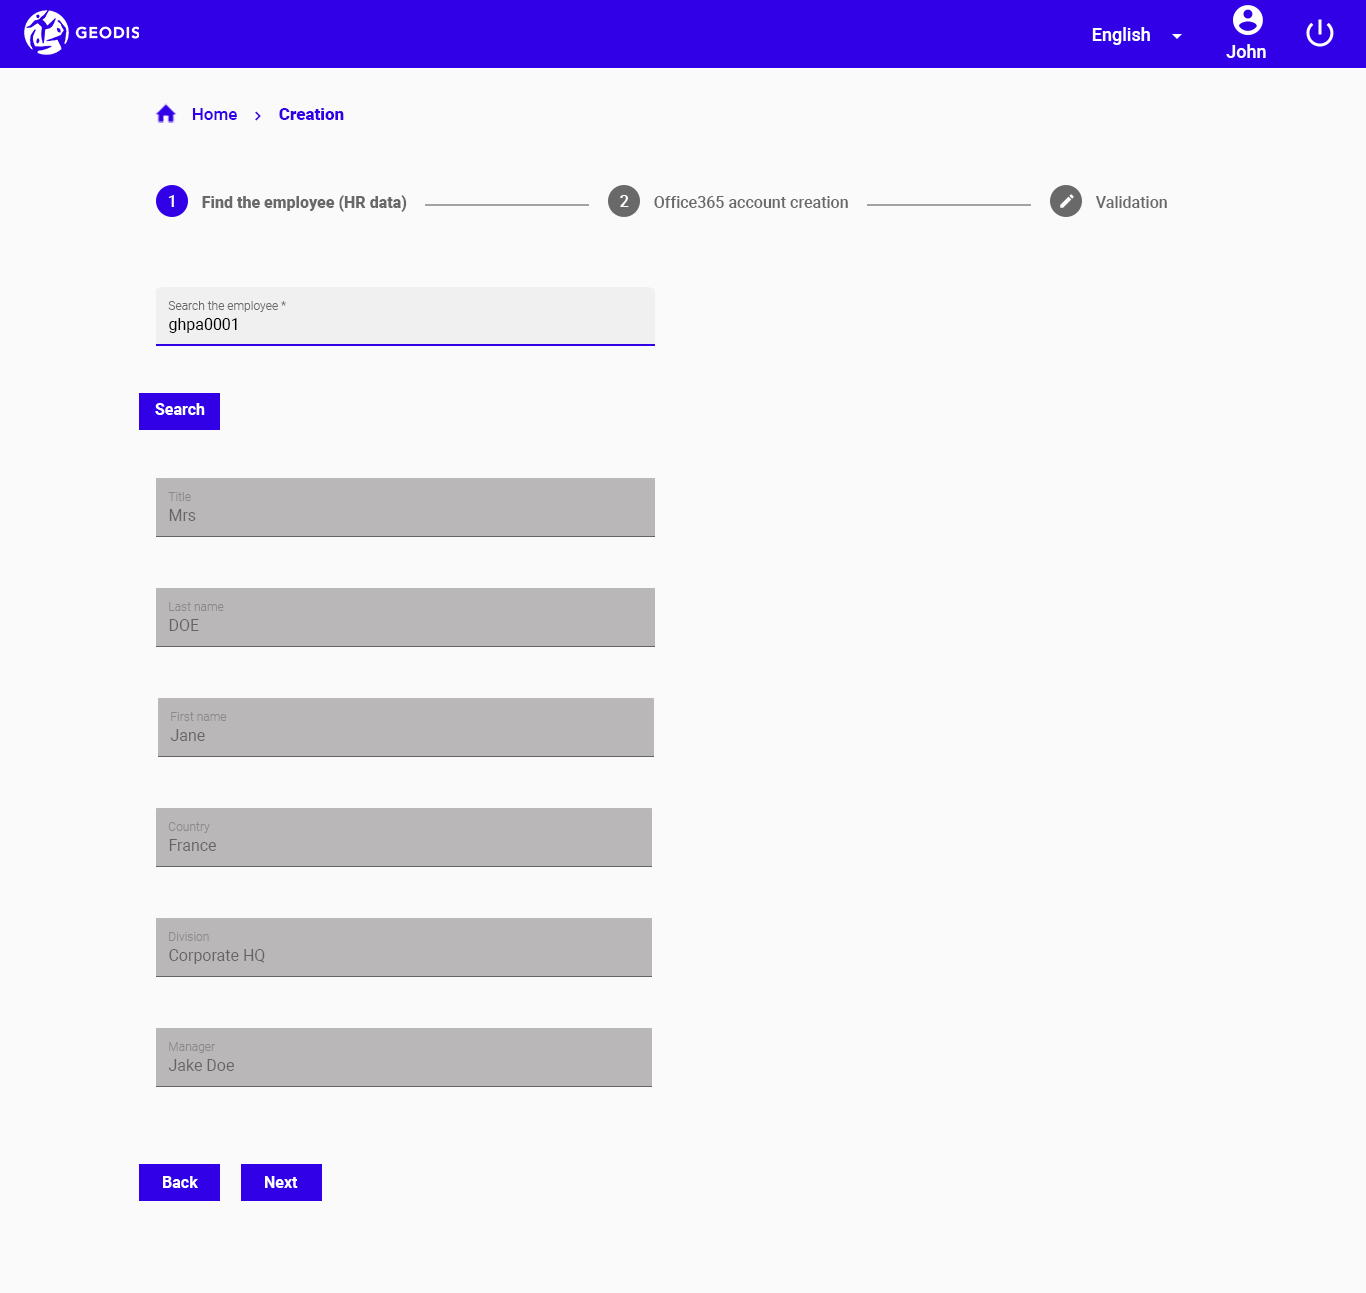 GEODIS
English
John
Home
Creation
1
Find the employee (HR data)
2
Office365 account creation
Validation
Search the employee *
ghpa0001
Search
Title
Mrs
Last name
DOE
First name
Jane
Country
France
Division
Corporate HQ
Manager
Jake Doe
Back
Next